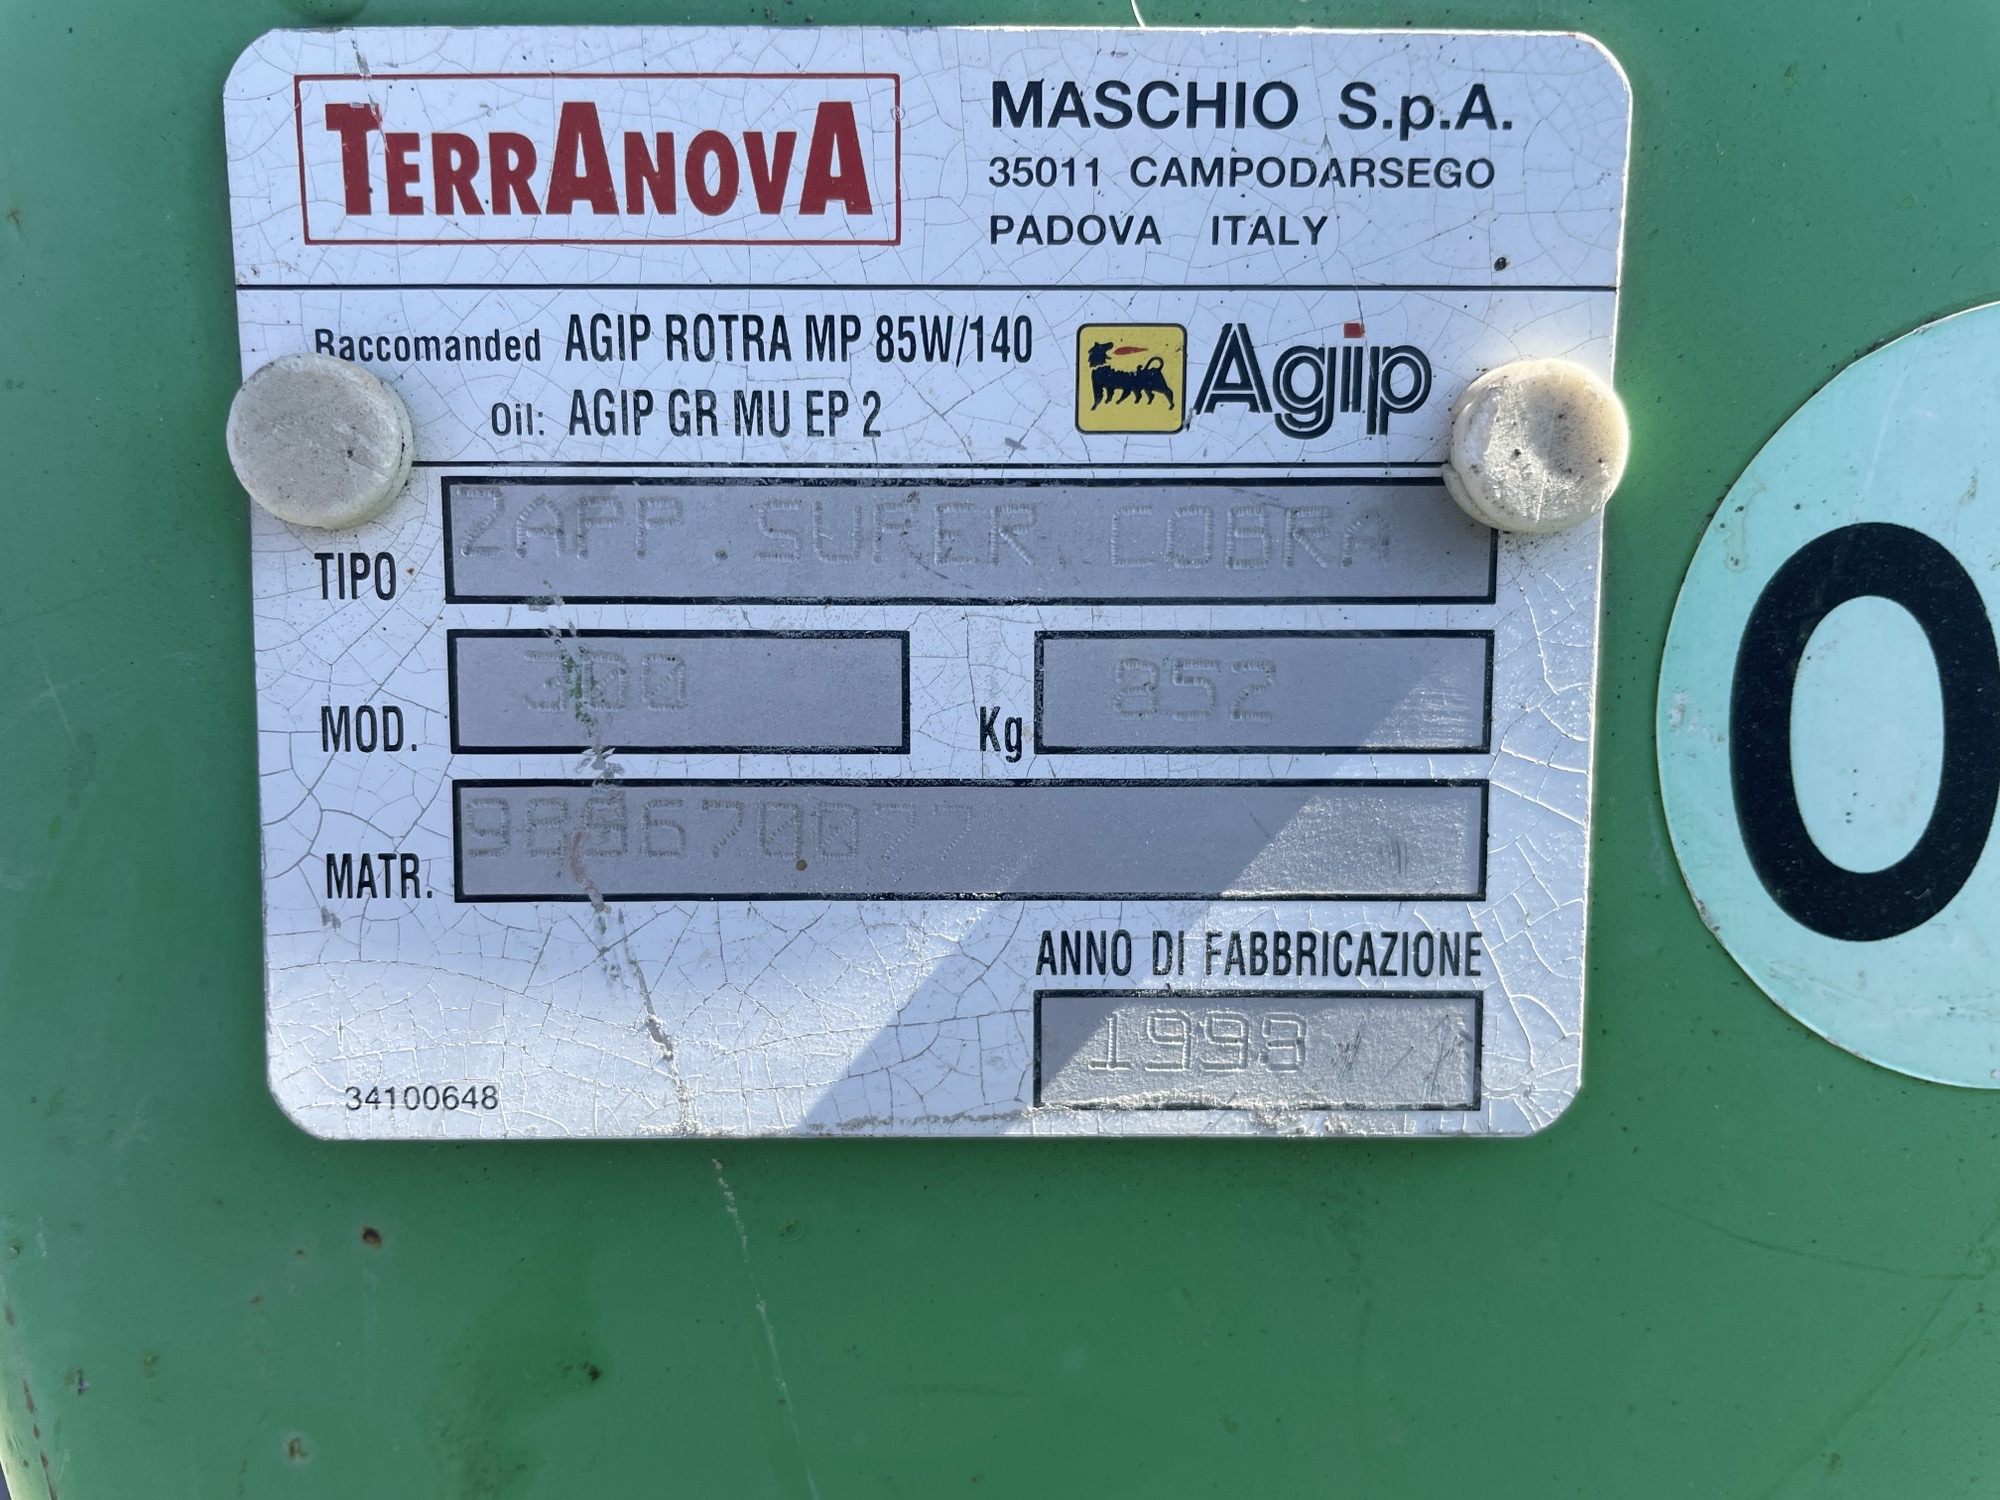 TERRANOVA
MASCHIO S.p.A.
35011 CAMPODARSEGO
PADOVA ITALY
Raccomanded AGIP ROTRA MP 85W/140
Oil: AGIP GR MU EP 2
Agip
TIPO ZAPP. SUPER COBRA
MOD. 300
Kg 852
MATR.
ANNO DI FABBRICAZIONE
1998
34100648
0